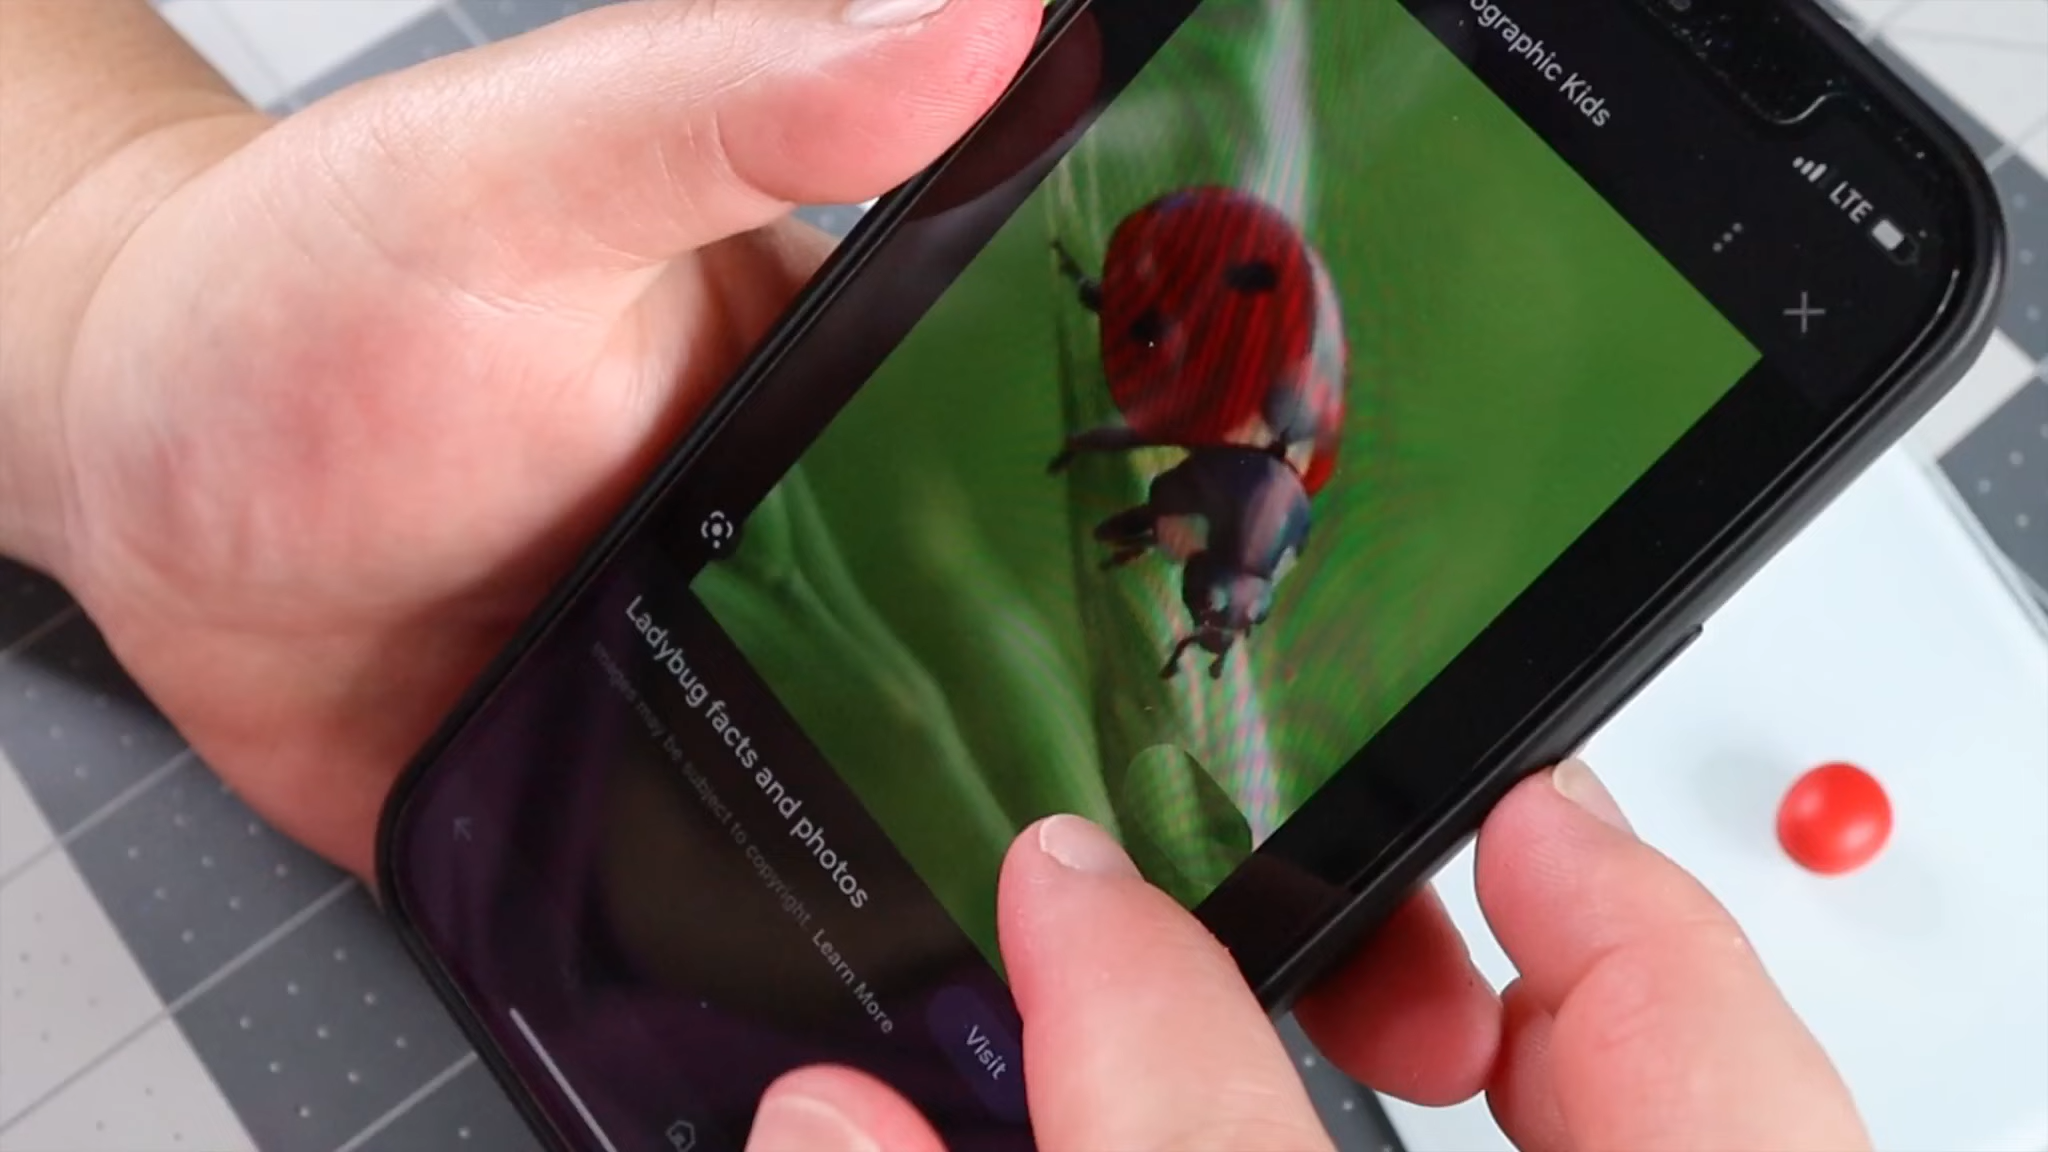 LTE
ographic Kids
Ladybug facts and photos
Images may be subject to copyright. Learn More
Visit